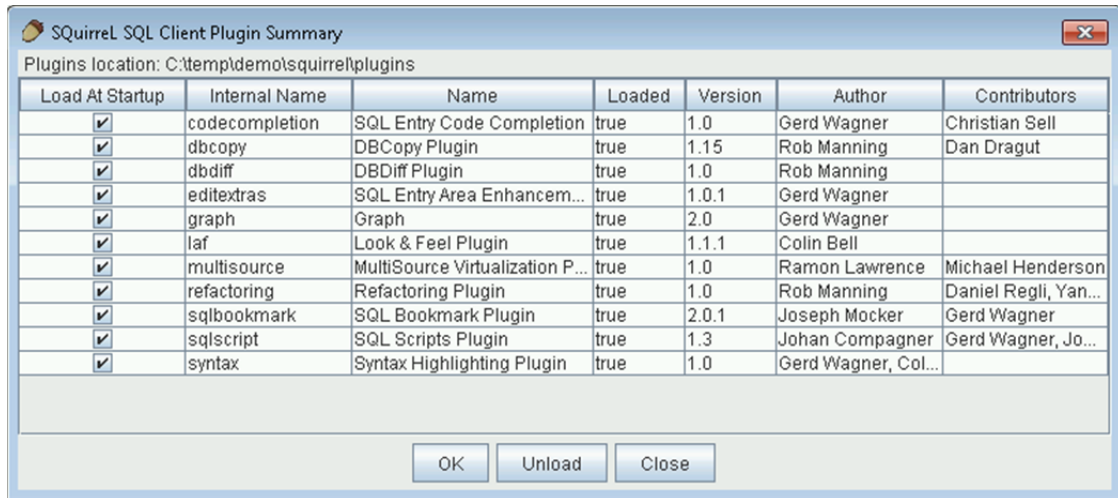 SQuirreL SQL Client Plugin Summary
Plugins location: C:\temp\demo\squirrel\plugins
Load At Startup Internal Name Name Loaded Version Author Contributors
codecompletion SQL Entry Code Completion true 1.0 Gerd Wagner Christian Sell
dbcopy DBCopy Plugin true 1.15 Rob Manning Dan Dragut
dbdiff DBDiff Plugin true 1.0 Rob Manning
editextras SQL Entry Area Enhancem... true 1.0.1 Gerd Wagner
graph Graph true 2.0 Gerd Wagner
laf Look & Feel Plugin true 1.1.1 Colin Bell
multisource MultiSource Virtualization P... true 1.0 Ramon Lawrence Michael Henderson
refactoring Refactoring Plugin true 1.0 Rob Manning Daniel Regli, Yan...
sqlbookmark SQL Bookmark Plugin true 2.0.1 Joseph Mocker Gerd Wagner
sqlscript SQL Scripts Plugin true 1.3 Johan Compagner Gerd Wagner, Jo...
syntax Syntax Highlighting Plugin true 1.0 Gerd Wagner, Col...
OK Unload Close